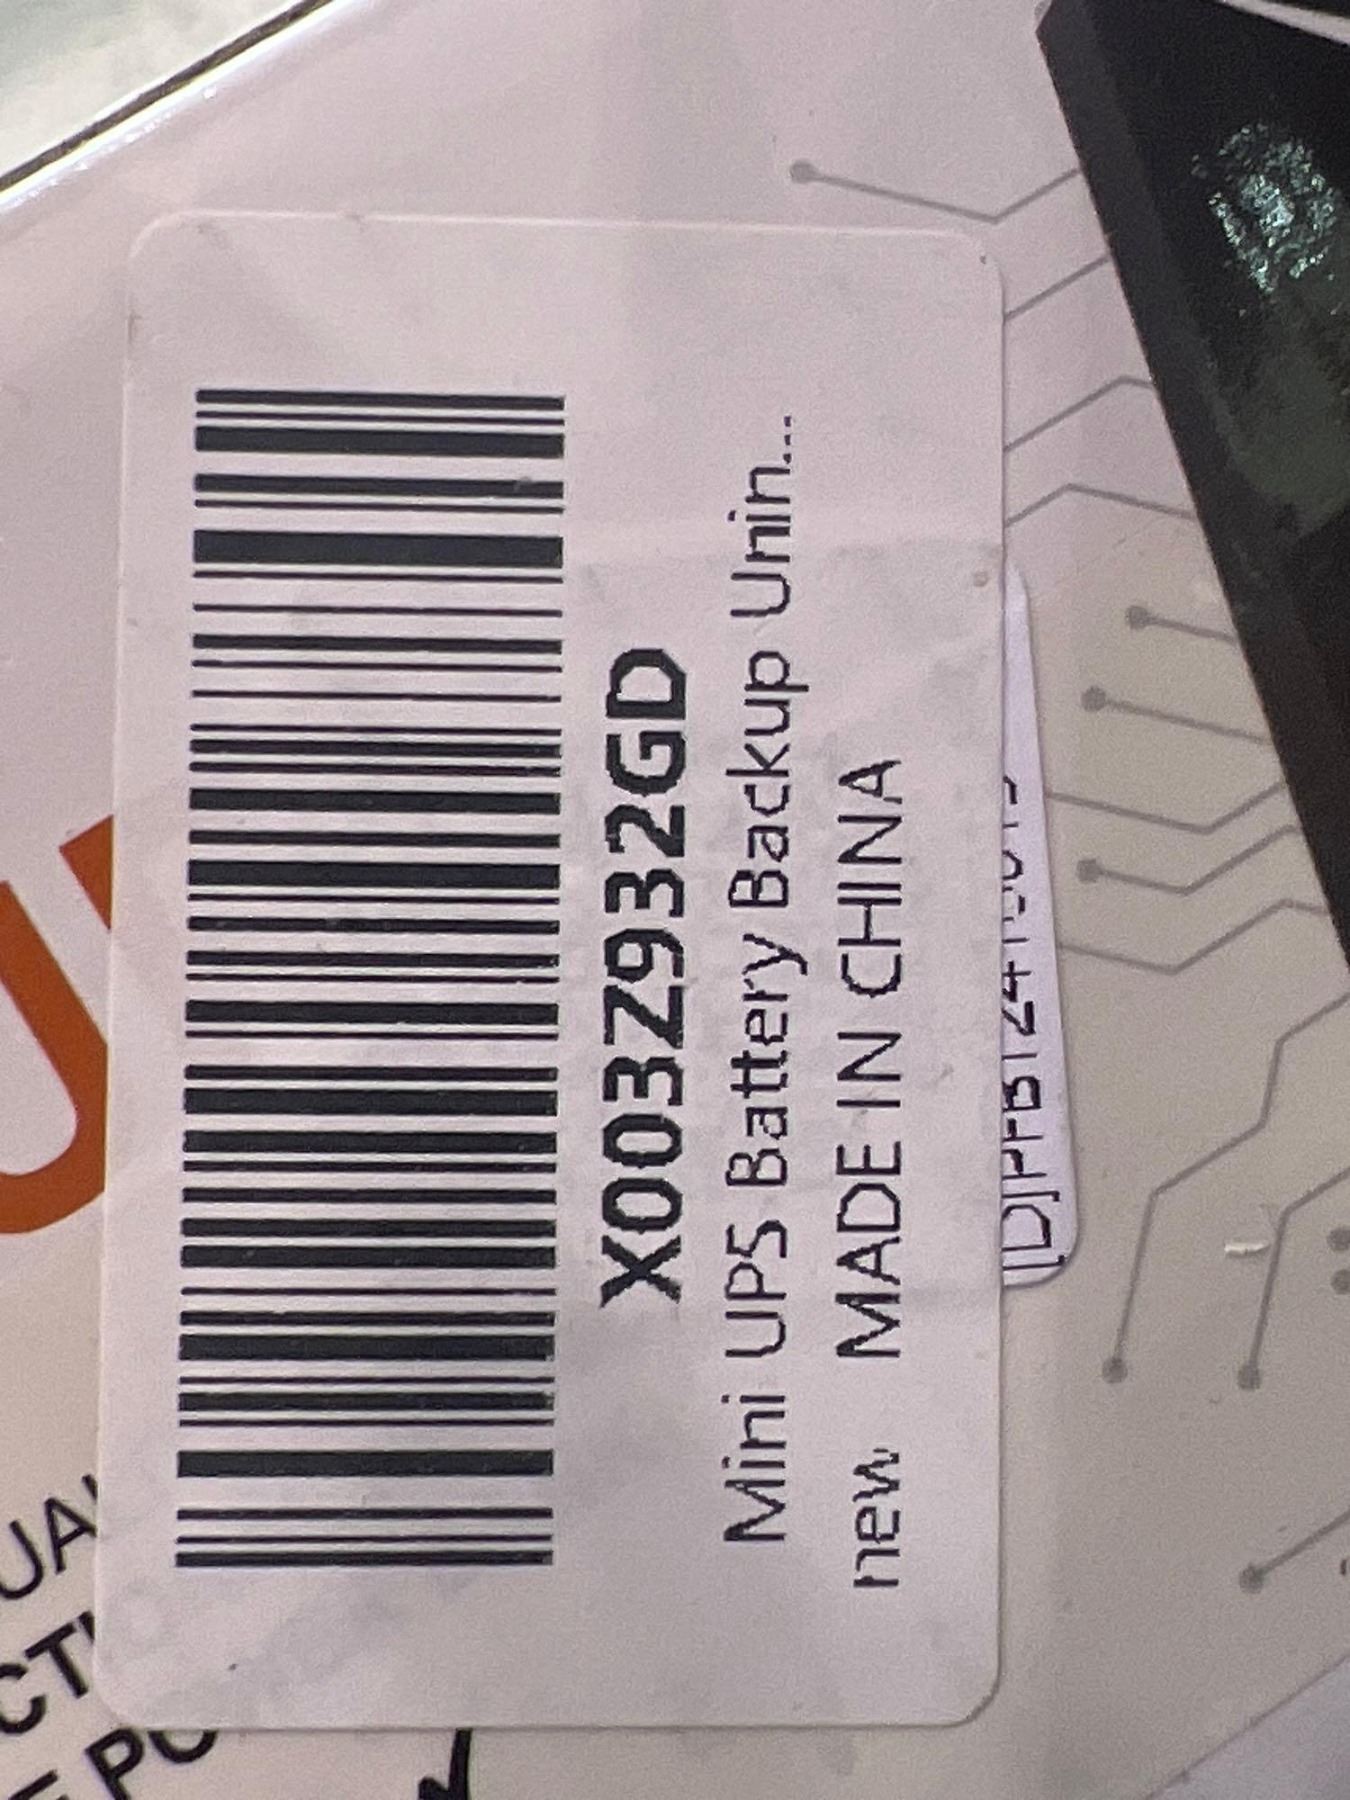 X003Z932GD
Mini UPS Battery Backup Unin...
new MADE IN CHINA